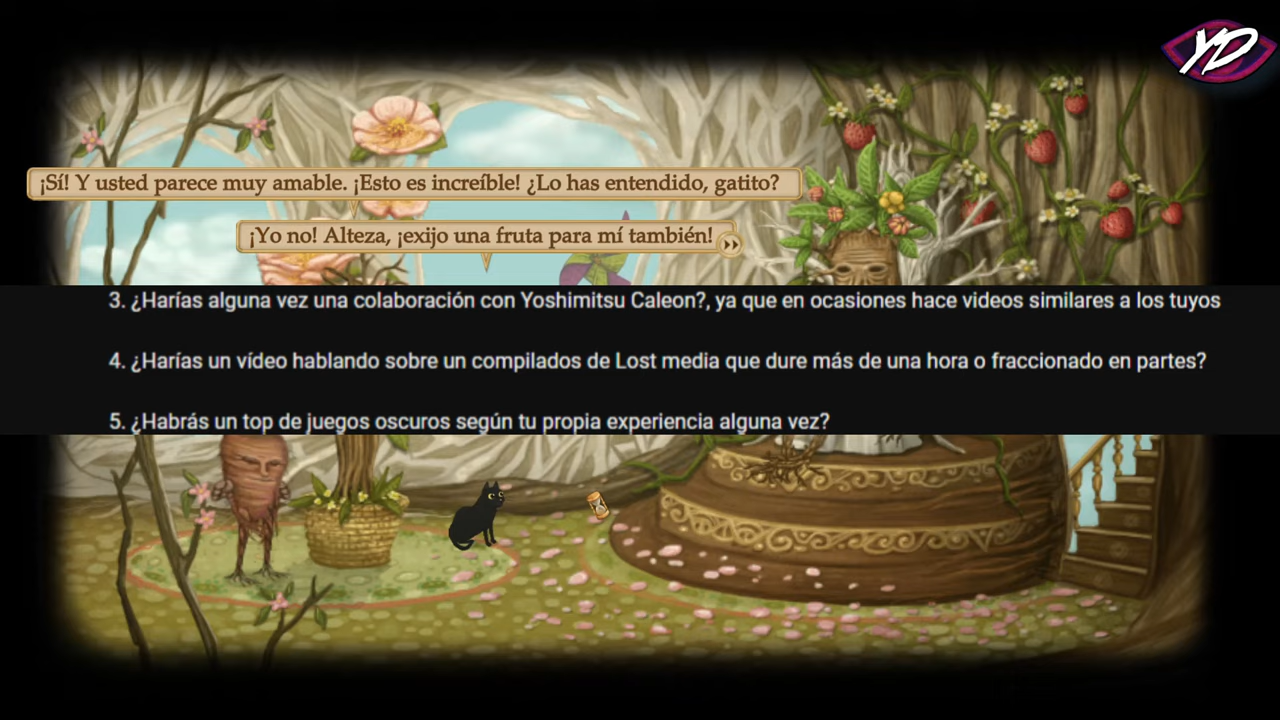 YD
¡Sí! Y usted parece muy amable. ¡Esto es increíble! ¿Lo has entendido, gatito?
¡Yo no! Alteza, ¡exijo una fruta para mí también!
3. ¿Harías alguna vez una colaboración con Yoshimitsu Caleon?, ya que en ocasiones hace videos similares a los tuyos
4. ¿Harías un vídeo hablando sobre un compilados de Lost media que dure más de una hora o fraccionado en partes?
5. ¿Habrás un top de juegos oscuros según tu propia experiencia alguna vez?